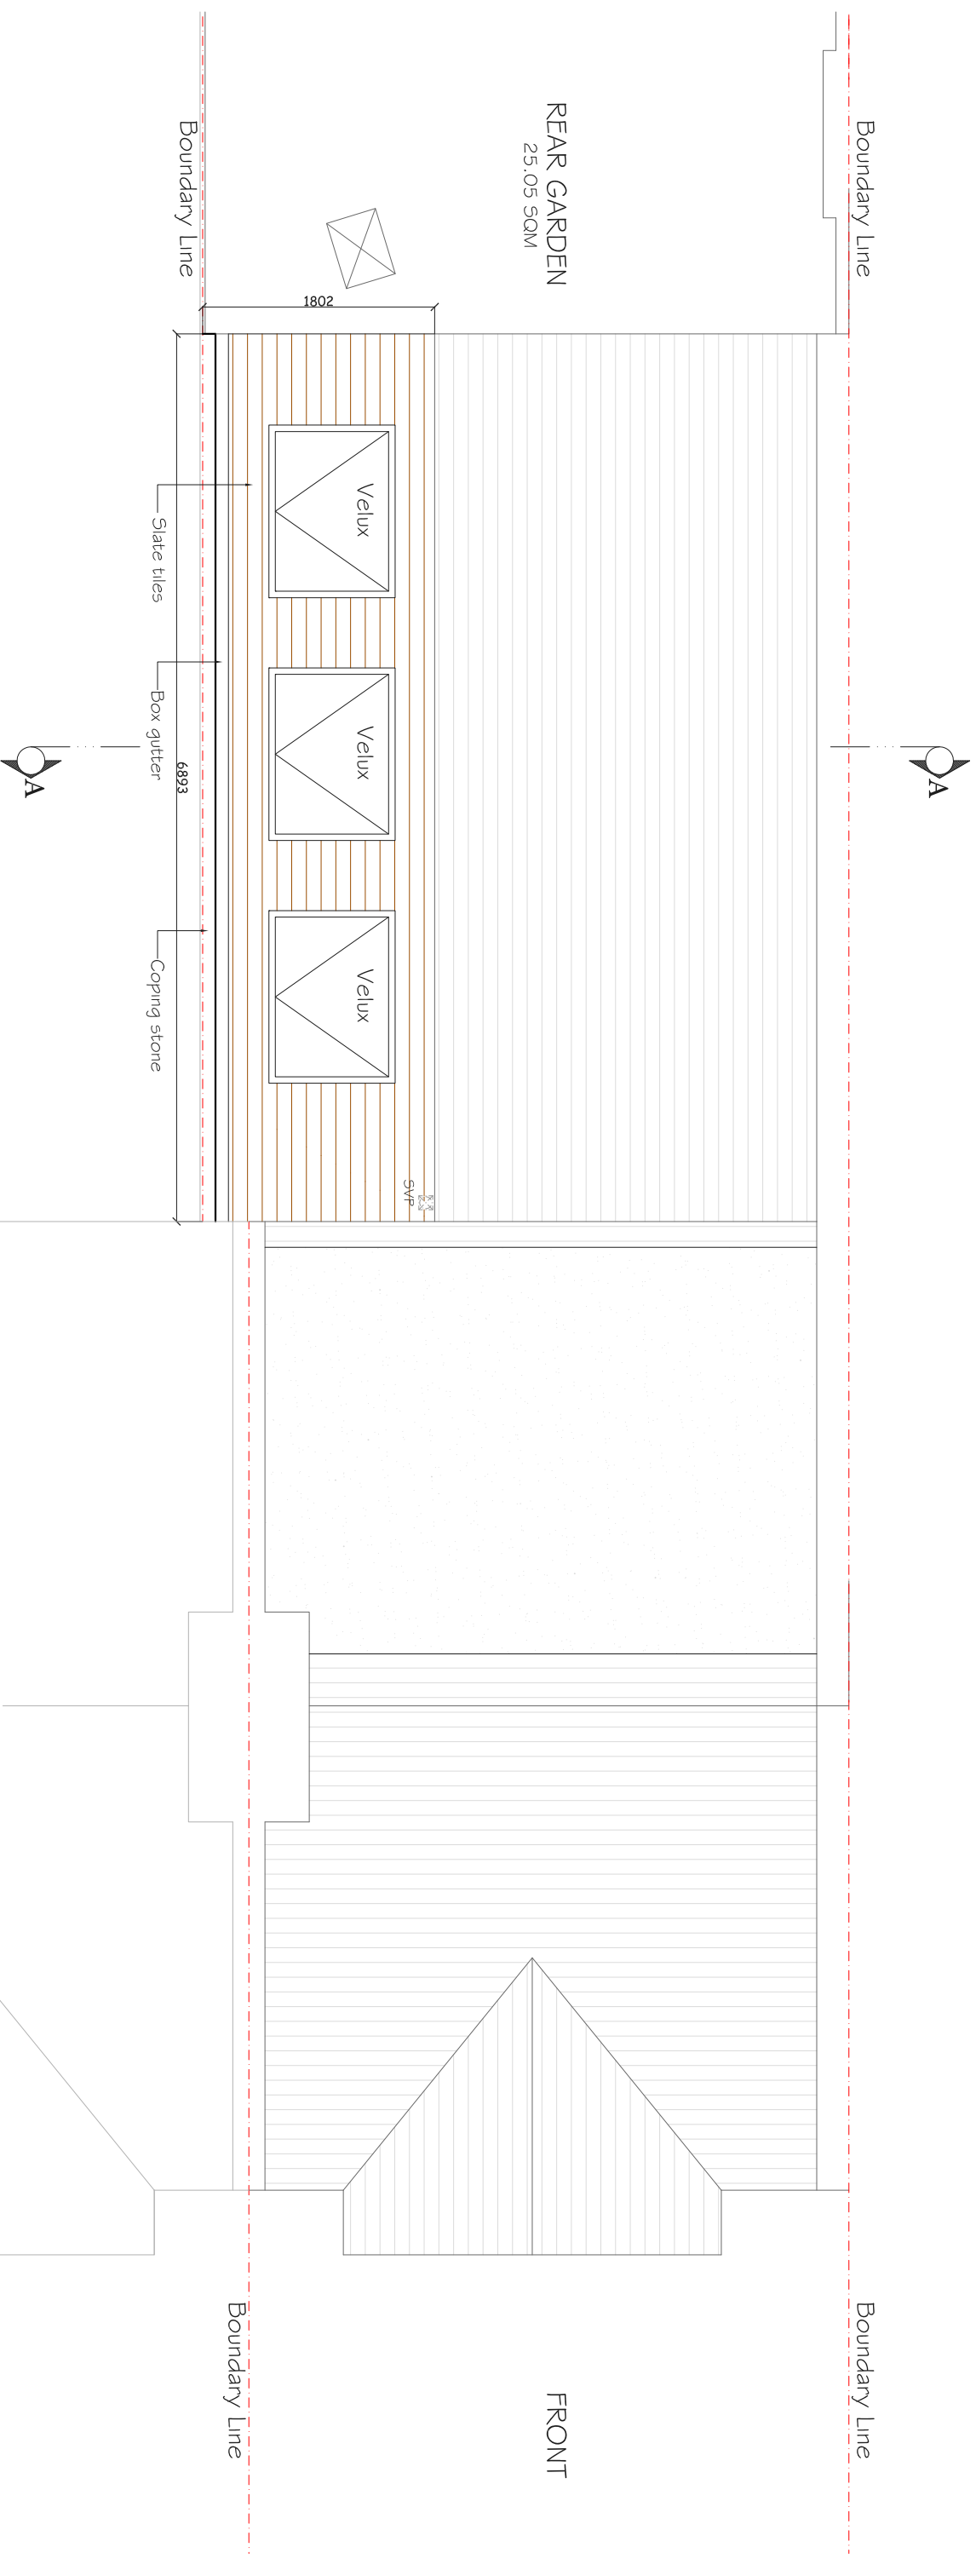 Boundary Line
REAR GARDEN
25.05 SQM
Boundary Line
1802
Velux
Velux
Velux
Slate tiles
Box gutter
6893
Coping stone
A
A
SVP
Boundary Line
FRONT
Boundary Line